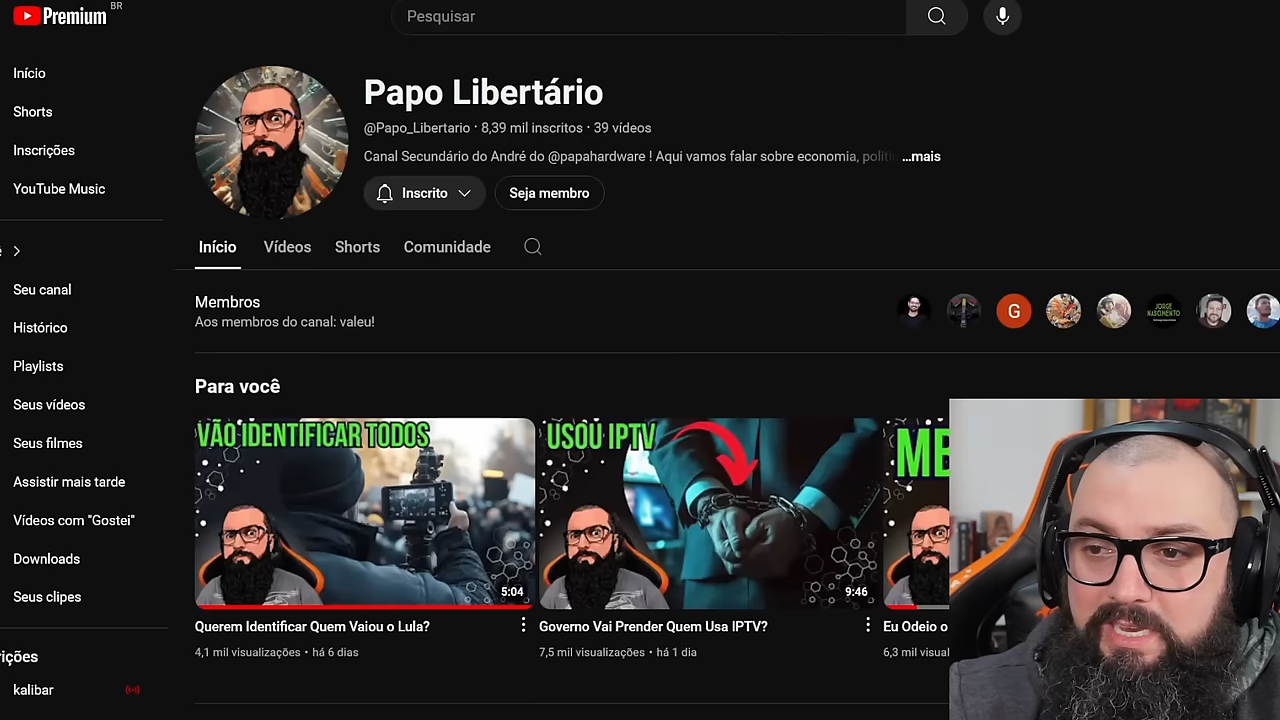 Premium BR
Pesquisar
Início
Shorts
Inscrições
YouTube Music
Seu canal
Histórico
Playlists
Seus vídeos
Seus filmes
Assistir mais tarde
Vídeos com "Gostei"
Downloads
Seus clipes
rições
kalibar
Papo Libertário
@Papo_Libertario · 8,39 mil inscritos · 39 vídeos
Canal Secundário do André do @papahardware ! Aqui vamos falar sobre economia, políti ...mais
Inscrito
Seja membro
Início Vídeos Shorts Comunidade
Membros
Aos membros do canal: valeu!
G
JORGE NASCIMENTO
Para você
VÃO IDENTIFICAR TODOS
5:04
Querem Identificar Quem Vaiou o Lula?
4,1 mil visualizações • há 6 dias
USOU IPTV
9:46
Governo Vai Prender Quem Usa IPTV?
7,5 mil visualizações • há 1 dia
ME
Eu Odeio o
6,3 mil visual